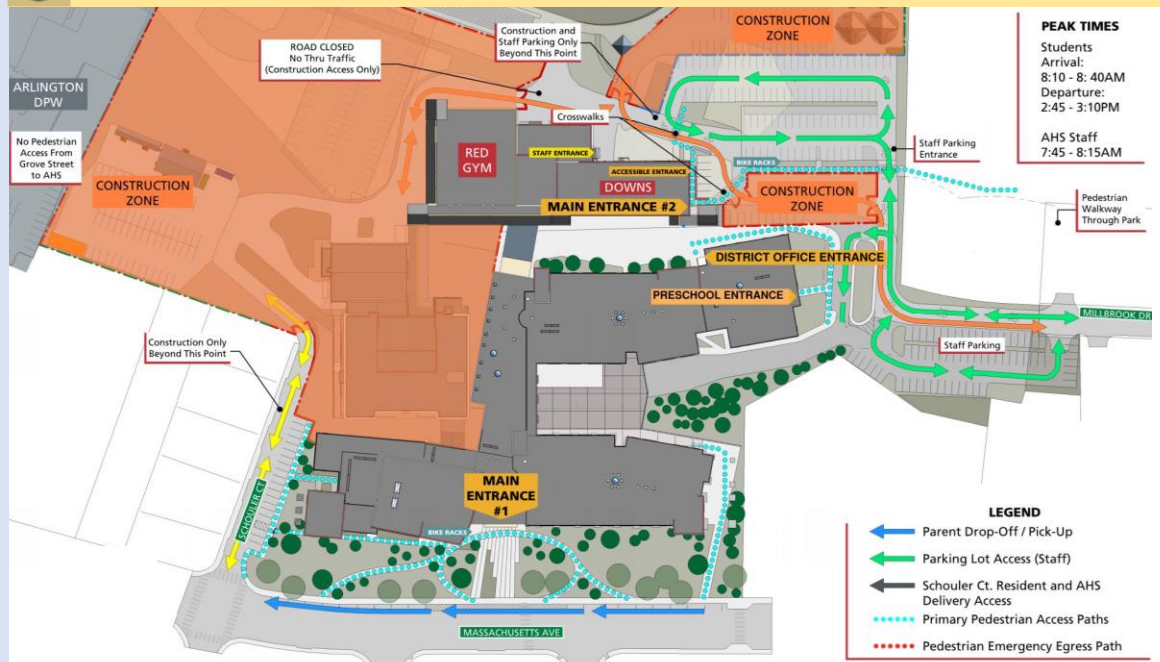 CONSTRUCTION
ZONE
PEAK TIMES
Students
Arrival:
8:10 - 8: 40AM
Departure:
2:45 - 3:10PM
AHS Staff
7:45 - 8:15AM
Construction and
Staff Parking Only
Beyond This Point
ROAD CLOSED
No Thru Traffic
(Construction Access Only)
ARLINGTON
DPW
Crosswalks
No Pedestrian
Access From
Grove Street
to AHS
RED
GYM
STAFF ENTRANCE
Staff Parking
Entrance
BIKE RACKS
ACCESSIBLE ENTRANCE
CONSTRUCTION
ZONE
DOWNS
CONSTRUCTION
ZONE
MAIN ENTRANCE #2
Pedestrian
Walkway
Through Park
DISTRICT OFFICE ENTRANCE
PRESCHOOL ENTRANCE
MILLBROOK DR
Construction Only
Beyond This Point
Staff Parking
SCHOULER CT
MAIN
ENTRANCE
#1
BIKE RACKS
MASSACHUSETTS AVE
LEGEND
Parent Drop-Off / Pick-Up
Parking Lot Access (Staff)
Schouler Ct. Resident and AHS
Delivery Access
Primary Pedestrian Access Paths
Pedestrian Emergency Egress Path